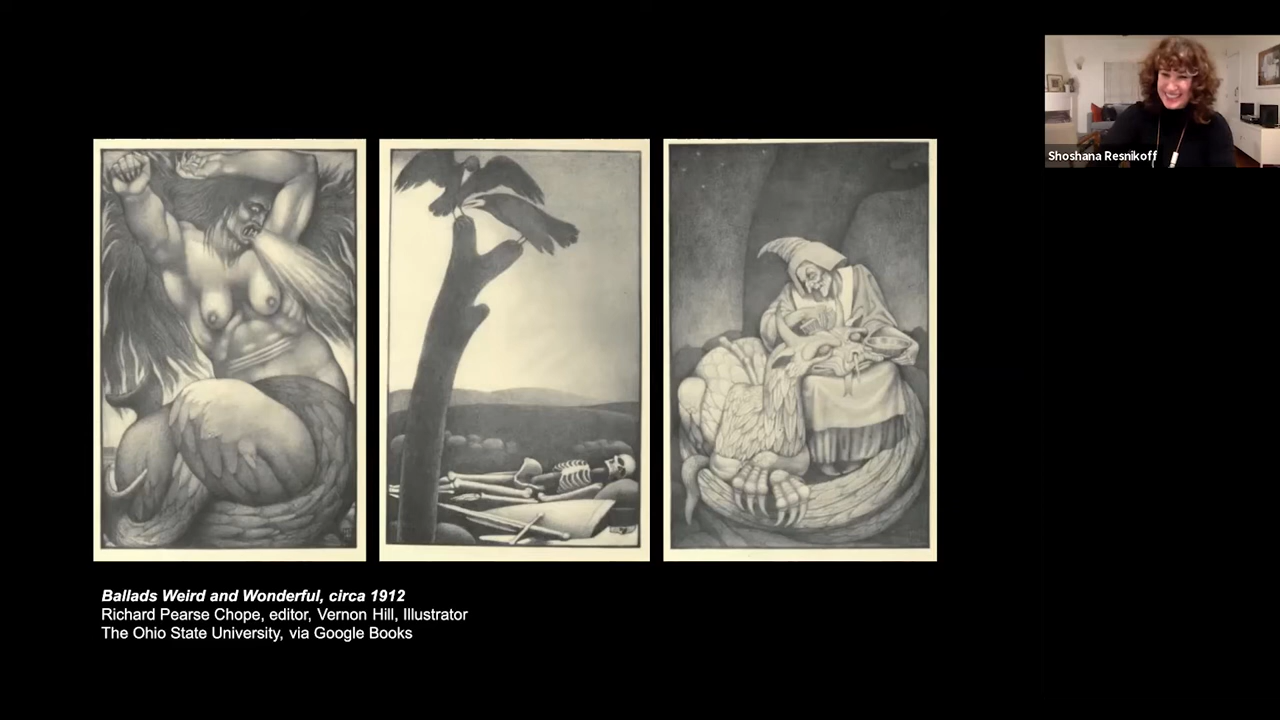 Shoshana Resnikoff
Ballads Weird and Wonderful, circa 1912
Richard Pearse Chope, editor, Vernon Hill, Illustrator
The Ohio State University, via Google Books